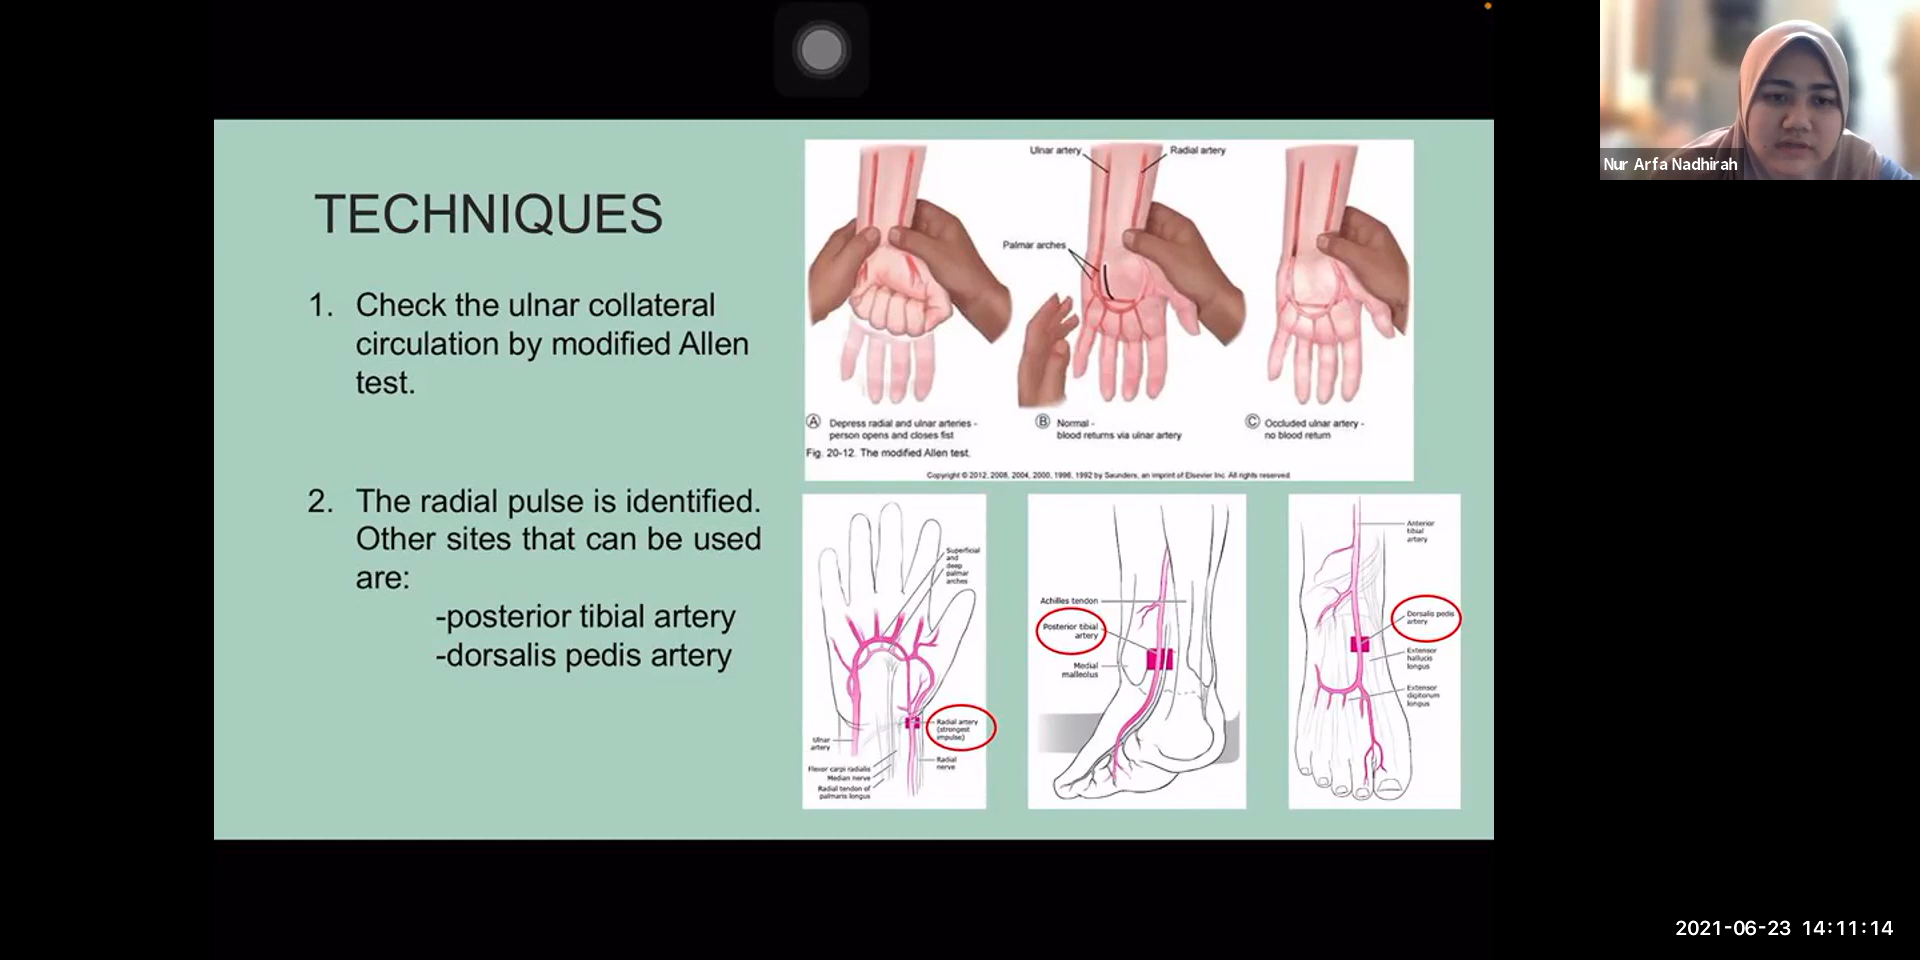 TECHNIQUES
1. Check the ulnar collateral
circulation by modified Allen
test.
2. The radial pulse is identified.
Other sites that can be used
are:
-posterior tibial artery
-dorsalis pedis artery
Ulnar artery
Radial artery
Palmar arches
A Depress radial and ulnar arteries -
person opens and closes fist
B Normal -
blood returns via ulnar artery
C Occluded ulnar artery -
no blood return
Fig. 20-12. The modified Allen test.
Copyright © 2012, 2008, 2004, 2000, 1996, 1992 by Saunders, an imprint of Elsevier Inc. All rights reserved.
Superficial
and
deep
palmar
arches
Radial artery
(strongest
impulse)
Ulnar
artery
Radial
nerve
Flexor carpi radialis
Median nerve
Radial tendon of
palmaris longus
Achilles tendon
Posterior tibial
artery
Medial
malleolus
Anterior
tibial
artery
Dorsalis pedis
artery
Extensor
hallucis
longus
Extensor
digitorum
longus
Nur Arfa Nadhirah
2021-06-23 14:11:14